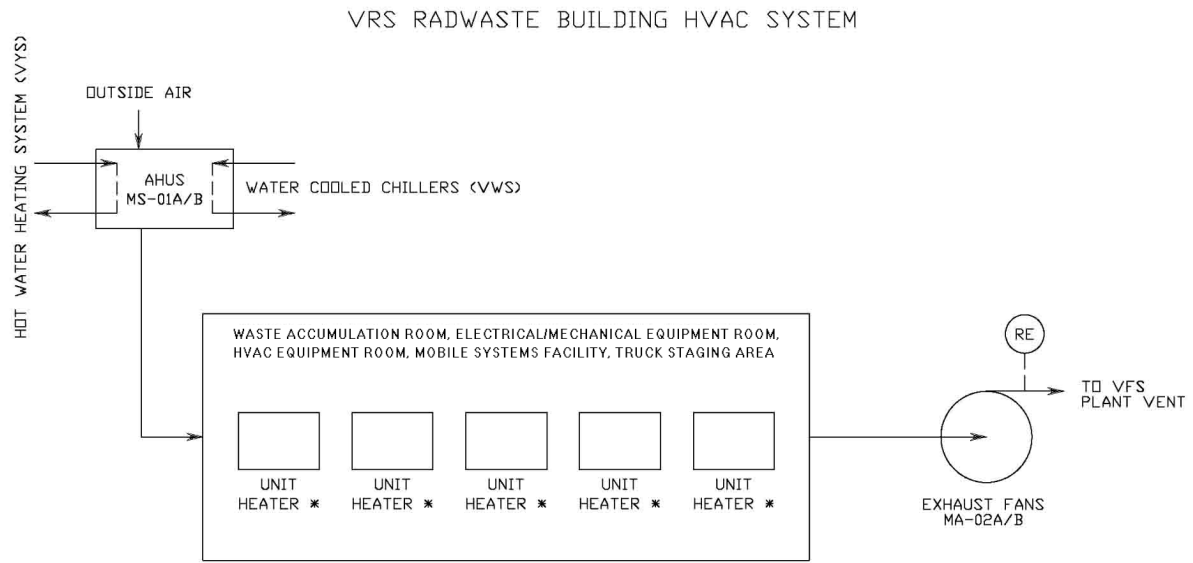 VRS RADWASTE BUILDING HVAC SYSTEM
HOT WATER HEATING SYSTEM (VYS)
OUTSIDE AIR
AHUS
MS-01A/B
WATER COOLED CHILLERS (VWS)
WASTE ACCUMULATION ROOM, ELECTRICAL/MECHANICAL EQUIPMENT ROOM,
HVAC EQUIPMENT ROOM, MOBILE SYSTEMS FACILITY, TRUCK STAGING AREA
UNIT
HEATER *
UNIT
HEATER *
UNIT
HEATER *
UNIT
HEATER *
UNIT
HEATER *
RE
TO VFS
PLANT VENT
EXHAUST FANS
MA-02A/B